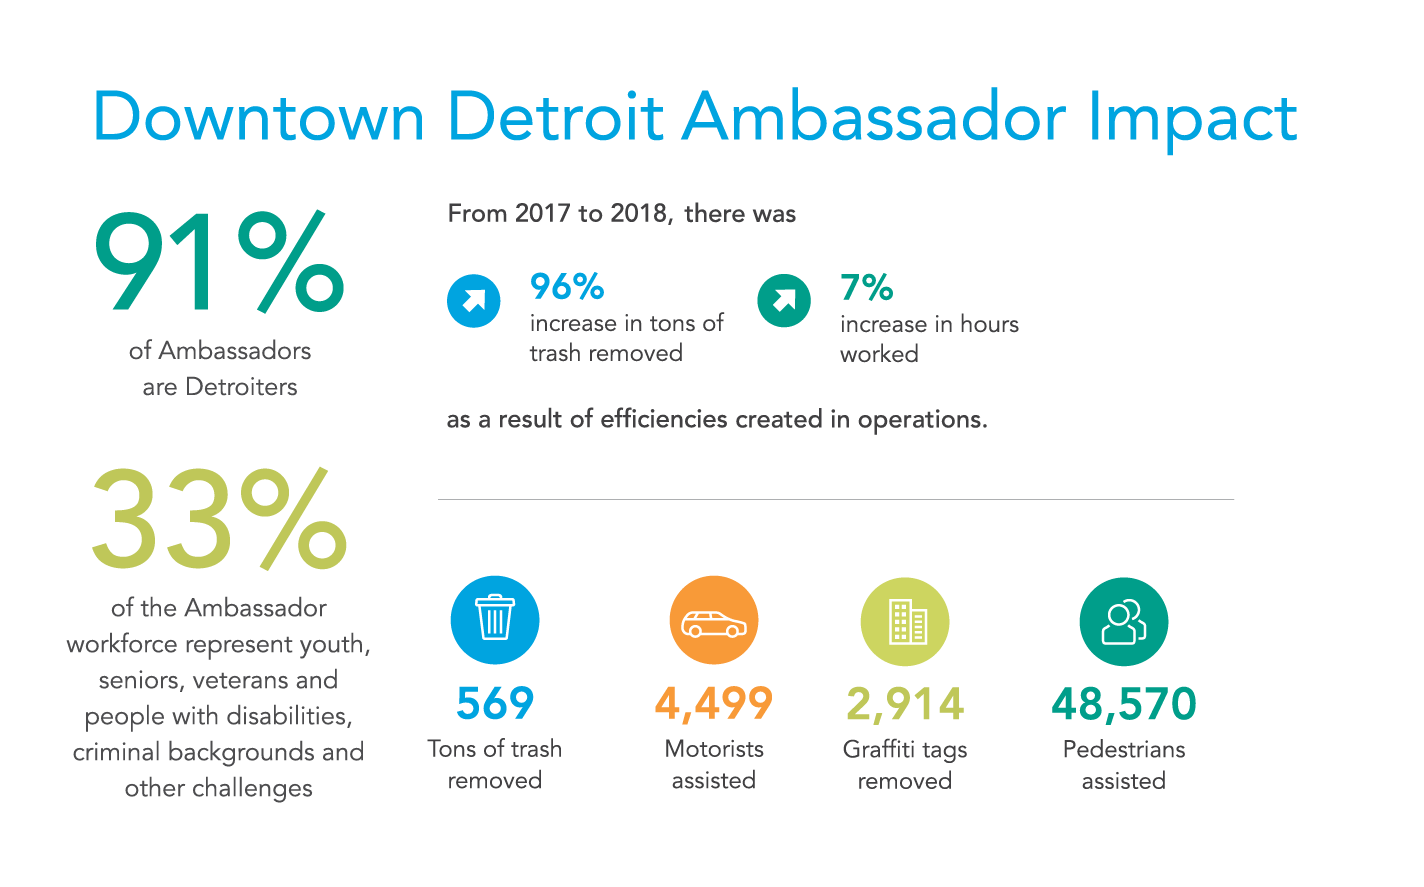 Downtown Detroit Ambassador Impact
91%
of Ambassadors
are Detroiters
33%
of the Ambassador
workforce represent youth,
seniors, veterans and
people with disabilities,
criminal backgrounds and
other challenges
From 2017 to 2018, there was
96%
increase in tons of
trash removed
7%
increase in hours
worked
as a result of efficiencies created in operations.
569
Tons of trash
removed
4,499
Motorists
assisted
2,914
Graffiti tags
removed
48,570
Pedestrians
assisted